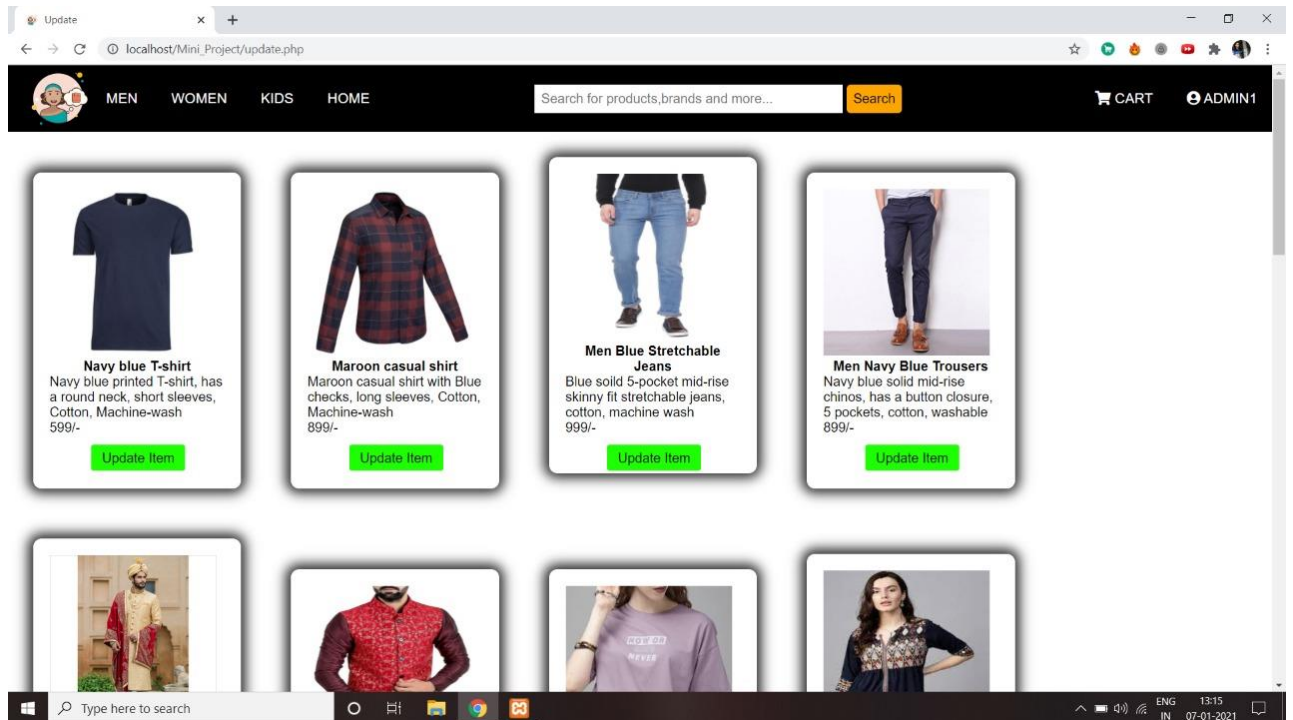 Update
localhost/Mini_Project/update.php
MEN WOMEN KIDS HOME
Search for products,brands and more...
Search
CART
ADMIN1
Navy blue T-shirt
Navy blue printed T-shirt, has
a round neck, short sleeves,
Cotton, Machine-wash
599/-
Update Item
Maroon casual shirt
Maroon casual shirt with Blue
checks, long sleeves, Cotton,
Machine-wash
899/-
Update Item
Men Blue Stretchable
Jeans
Blue soild 5-pocket mid-rise
skinny fit stretchable jeans,
cotton, machine wash
999/-
Update Item
Men Navy Blue Trousers
Navy blue solid mid-rise
chinos, has a button closure,
5 pockets, cotton, washable
899/-
Update Item
NOW OR
NEVER
Type here to search
ENG
IN
13:15
07-01-2021